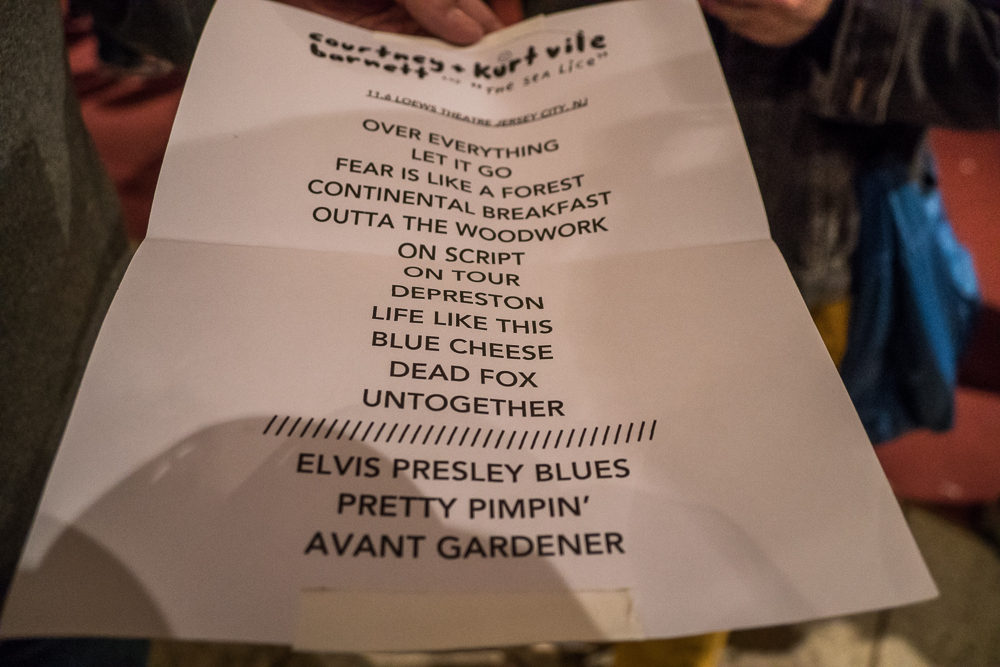 courtney + kurt vile
barnett ... "THE SEA LICE"
11.6 LOEWS THEATRE JERSEY CITY, NJ
OVER EVERYTHING
LET IT GO
FEAR IS LIKE A FOREST
CONTINENTAL BREAKFAST
OUTTA THE WOODWORK
ON SCRIPT
ON TOUR
DEPRESTON
LIFE LIKE THIS
BLUE CHEESE
DEAD FOX
UNTOGETHER
//////////////////////////////
ELVIS PRESLEY BLUES
PRETTY PIMPIN'
AVANT GARDENER